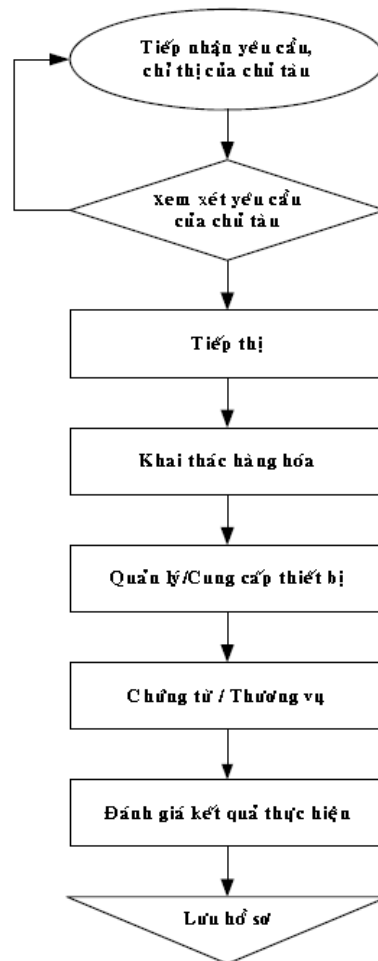 Tiếp nhận yêu cầu,
chỉ thị của chủ tàu
Xem xét yêu cầu
của chủ tàu
Tiếp thị
Khai thác hàng hóa
Quản lý/Cung cấp thiết bị
Chứng từ / Thương vụ
Đánh giá kết quả thực hiện
Lưu hồ sơ